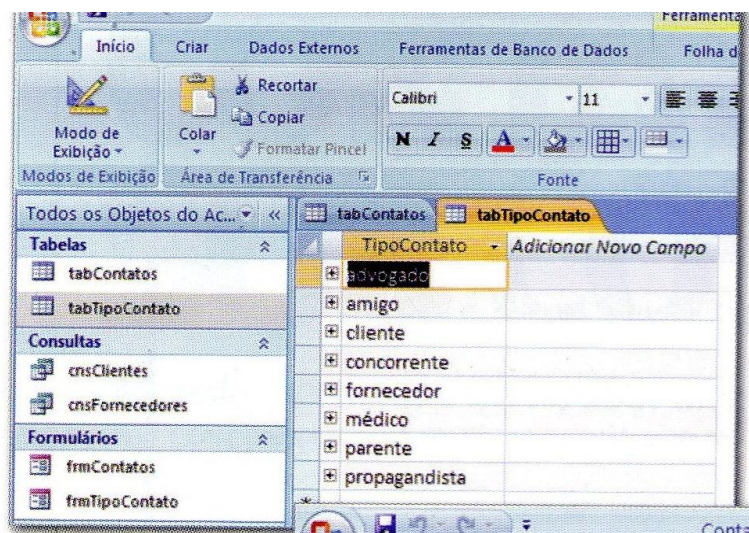 Ferramenta
Início Criar Dados Externos Ferramentas de Banco de Dados Folha d
Recortar
Copiar
Formatar Pincel
Colar
Modo de
Exibição
Calibri 11
N I S A
Modos de Exibição Área de Transferência Fonte
Todos os Objetos do Ac... «
Tabelas
tabContatos
tabTipoContato
Consultas
cnsClientes
cnsFornecedores
Formulários
frmContatos
frmTipoContato
tabContatos tabTipoContato
TipoContato Adicionar Novo Campo
advogado
amigo
cliente
concorrente
fornecedor
médico
parente
propagandista
*
Conta